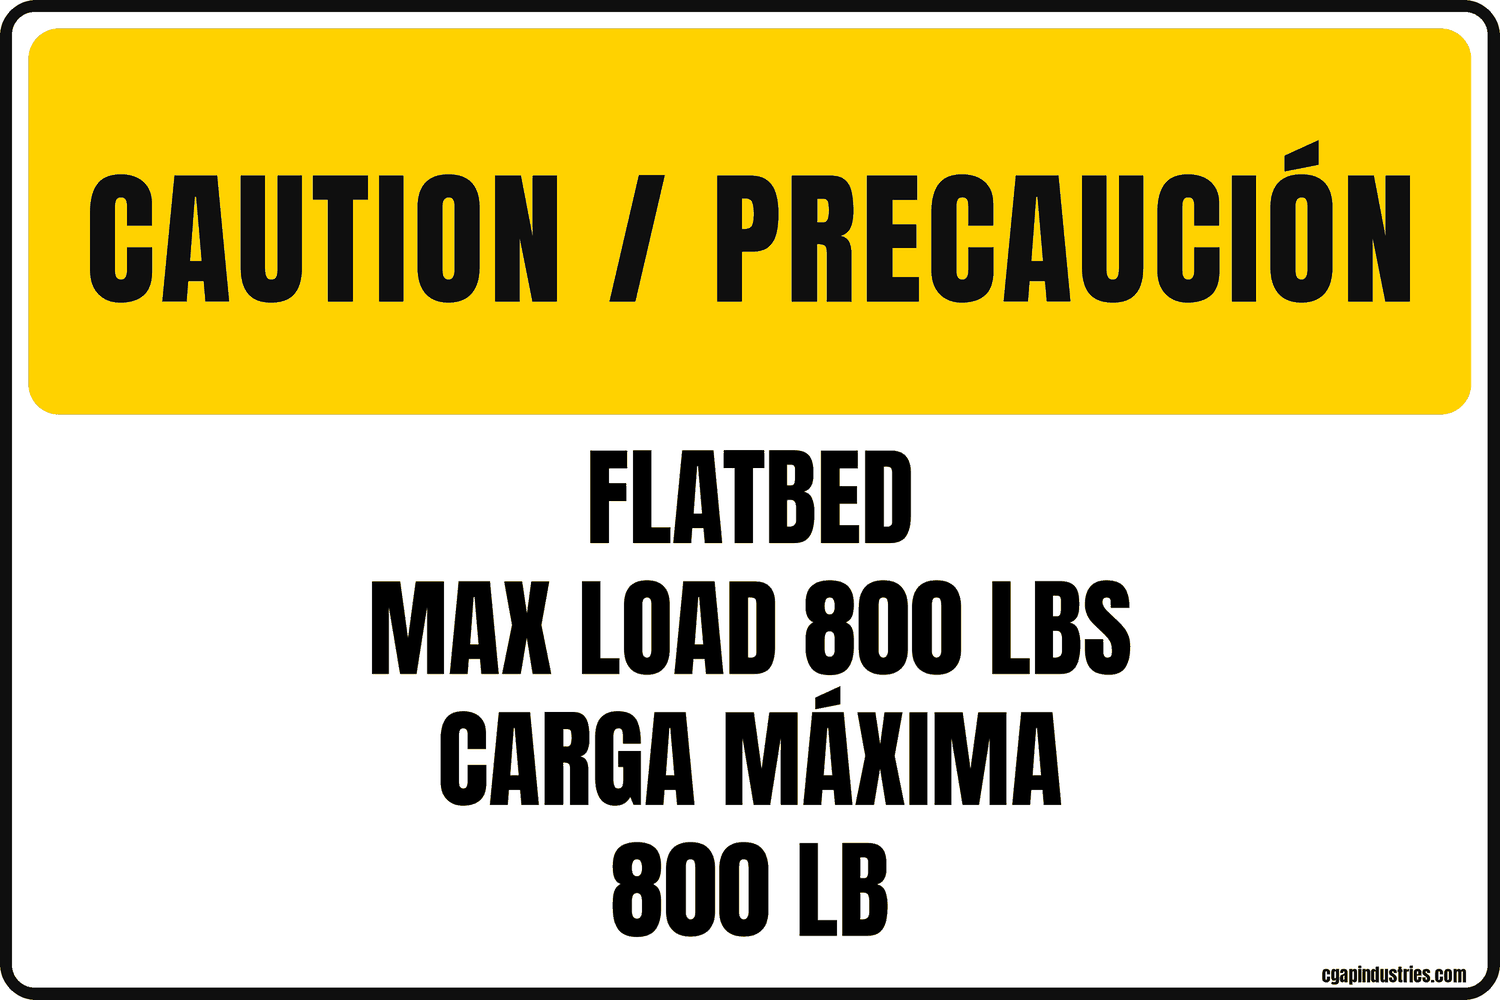 CAUTION / PRECAUCIÓN
FLATBED
MAX LOAD 800 LBS
CARGA MÁXIMA
800 LB
cgapindustries.com